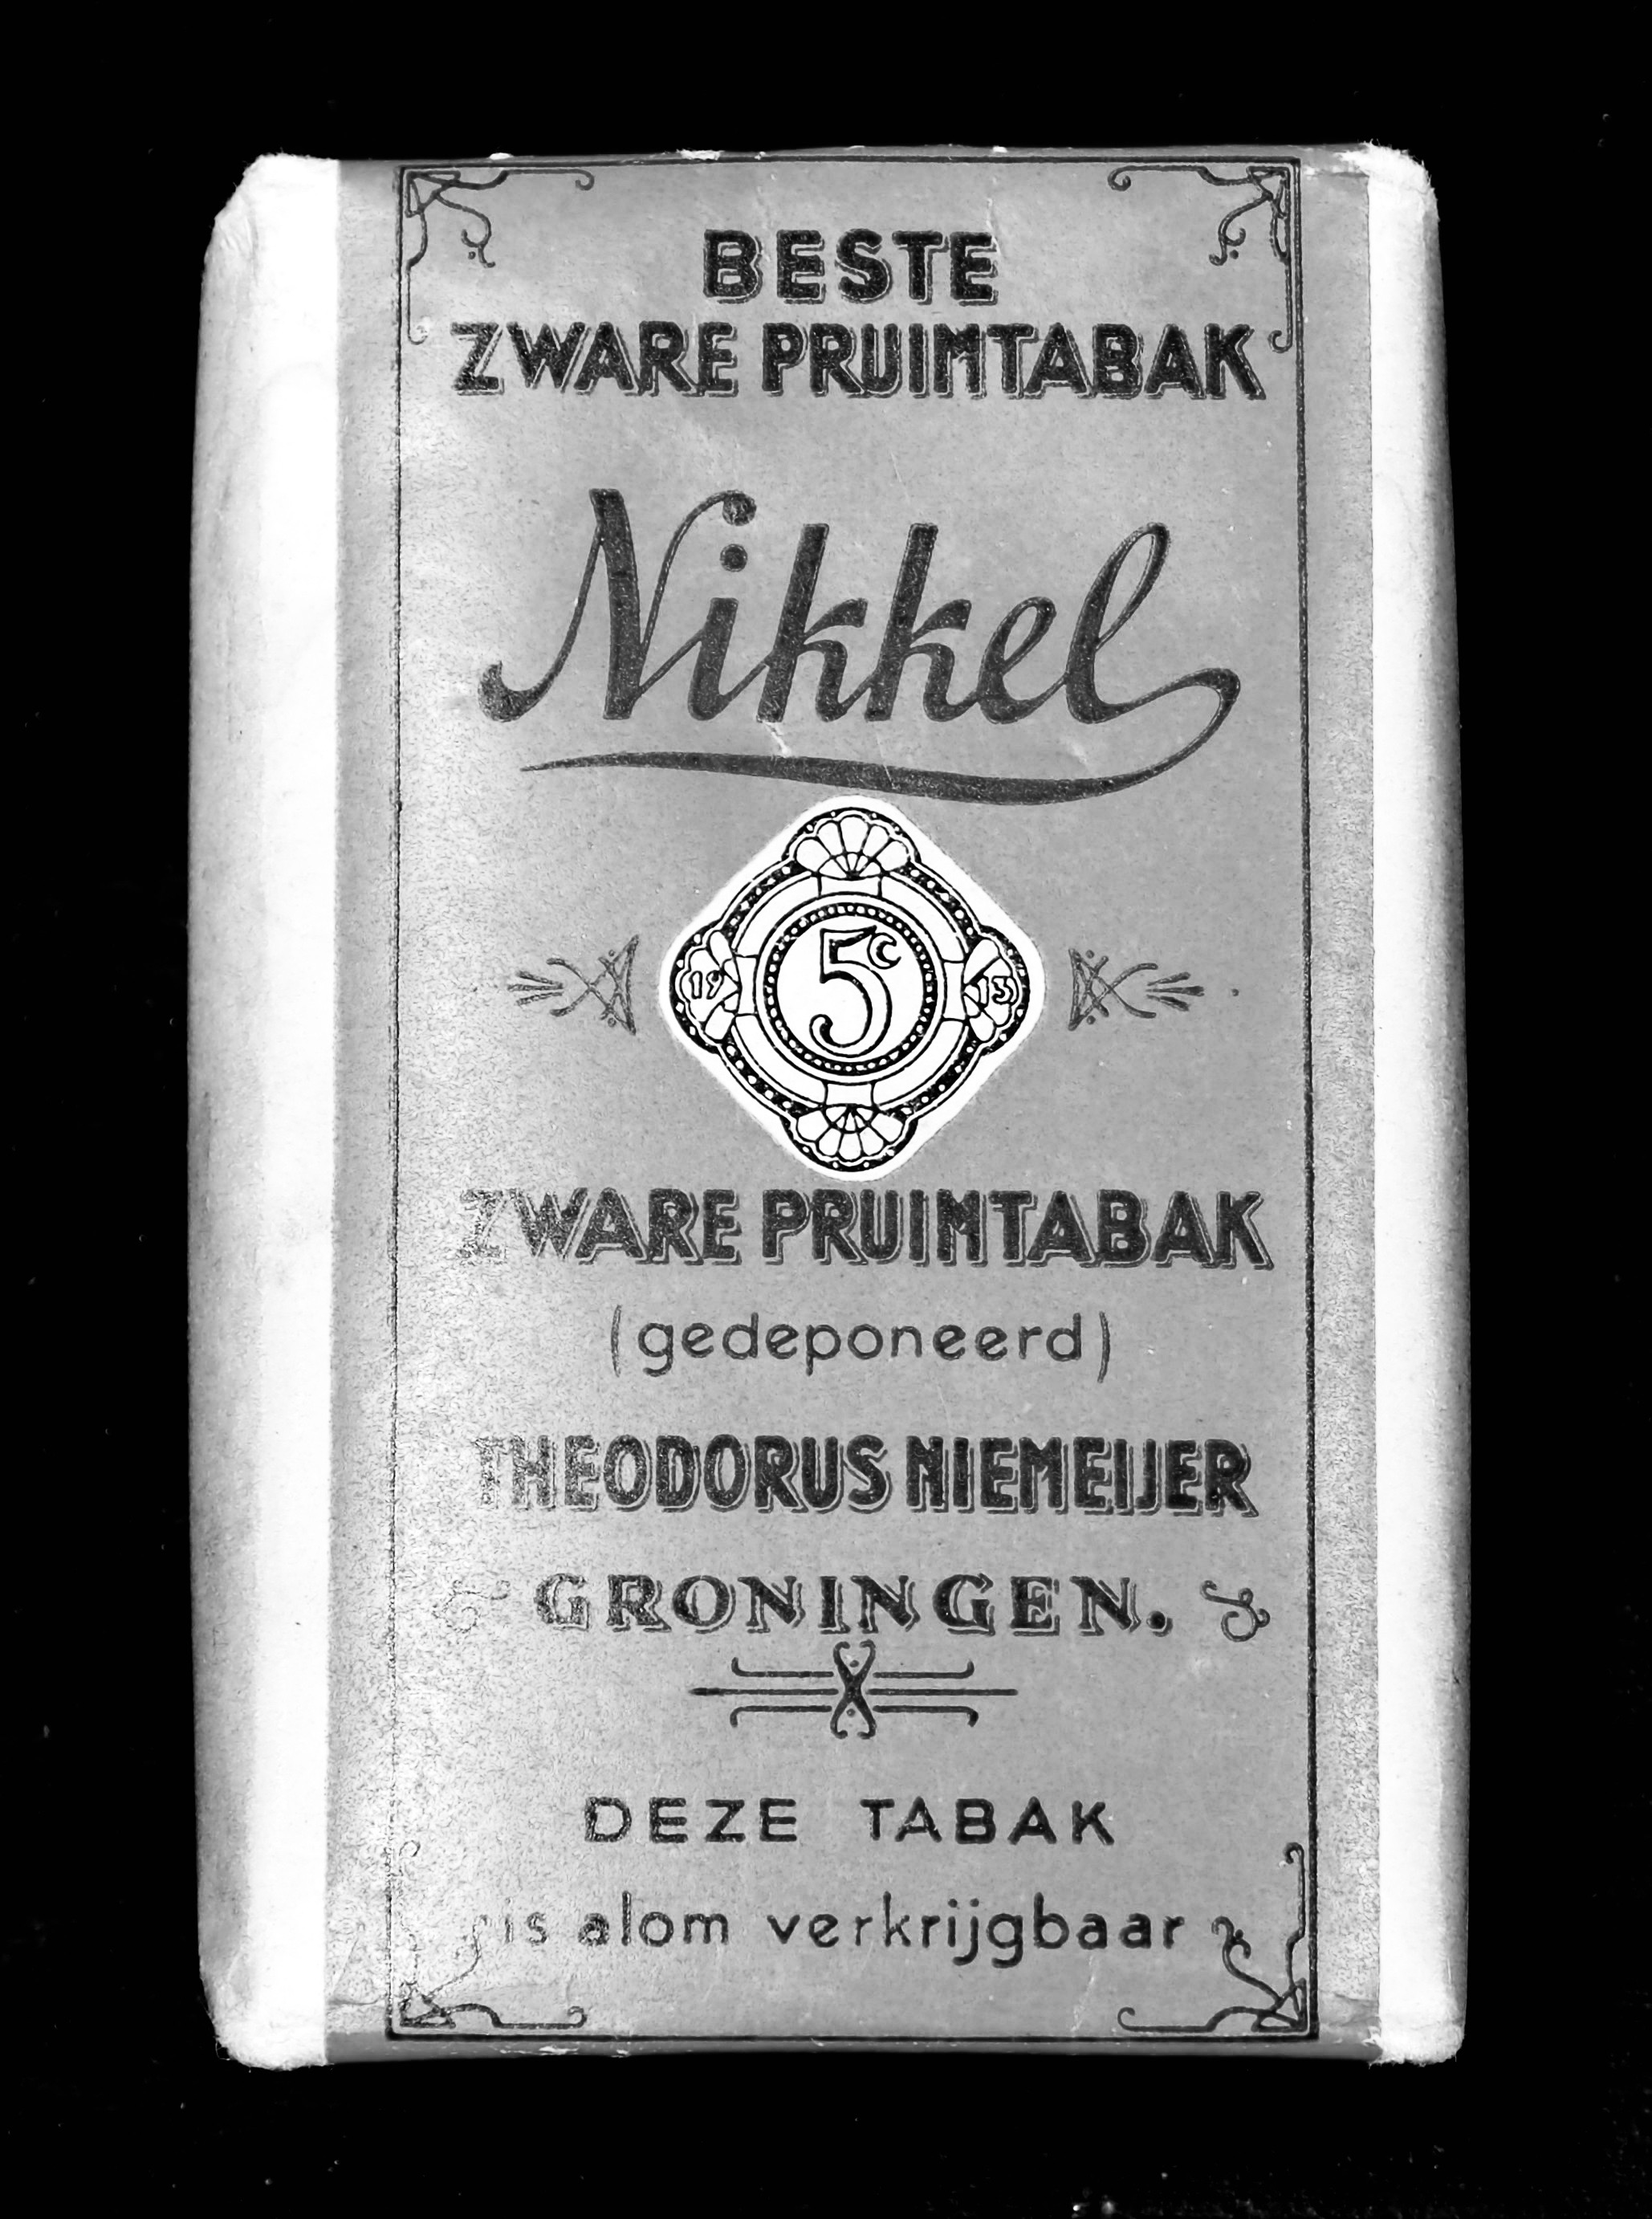 BESTE
ZWARE PRUIMTABAK
Nikkel
5c
19 13
ZWARE PRUIMTABAK
(gedeponeerd)
THEODORUS NIEMEIJER
GRONINGEN.
DEZE TABAK
is alom verkrijgbaar